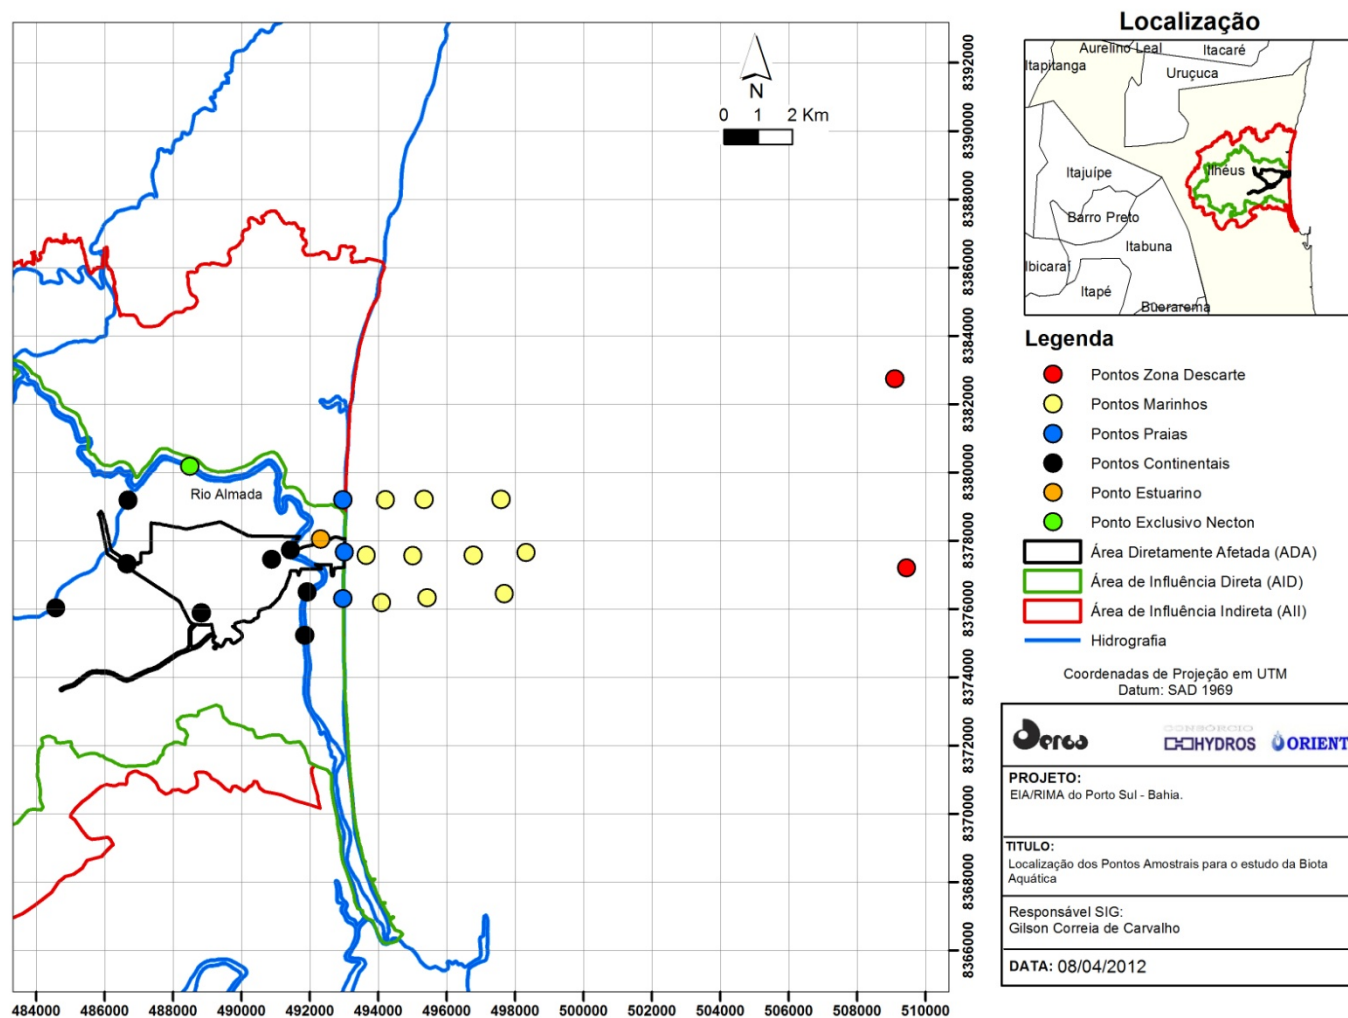 Localização
Aurelino Leal
Itacaré
Itapitanga
Uruçuca
Itajuípe
Ilhéus
Barro Preto
Itabuna
Ibicaraí
Itapé
Buerarema
N
0 1 2 Km
Rio Almada
8392000
8390000
8388000
8386000
8384000
8382000
8380000
8378000
8376000
8374000
8372000
8370000
8368000
8366000
484000 486000 488000 490000 492000 494000 496000 498000 500000 502000 504000 506000 508000 510000
Legenda
Pontos Zona Descarte
Pontos Marinhos
Pontos Praias
Pontos Continentais
Ponto Estuarino
Ponto Exclusivo Necton
Área Diretamente Afetada (ADA)
Área de Influência Direta (AID)
Área de Influência Indireta (AII)
Hidrografia
Coordenadas de Projeção em UTM
Datum: SAD 1969
Derba
CONSÓRCIO
HYDROS ORIENT
PROJETO:
EIA/RIMA do Porto Sul - Bahia.
TITULO:
Localização dos Pontos Amostrais para o estudo da Biota
Aquática
Responsável SIG:
Gilson Correia de Carvalho
DATA: 08/04/2012